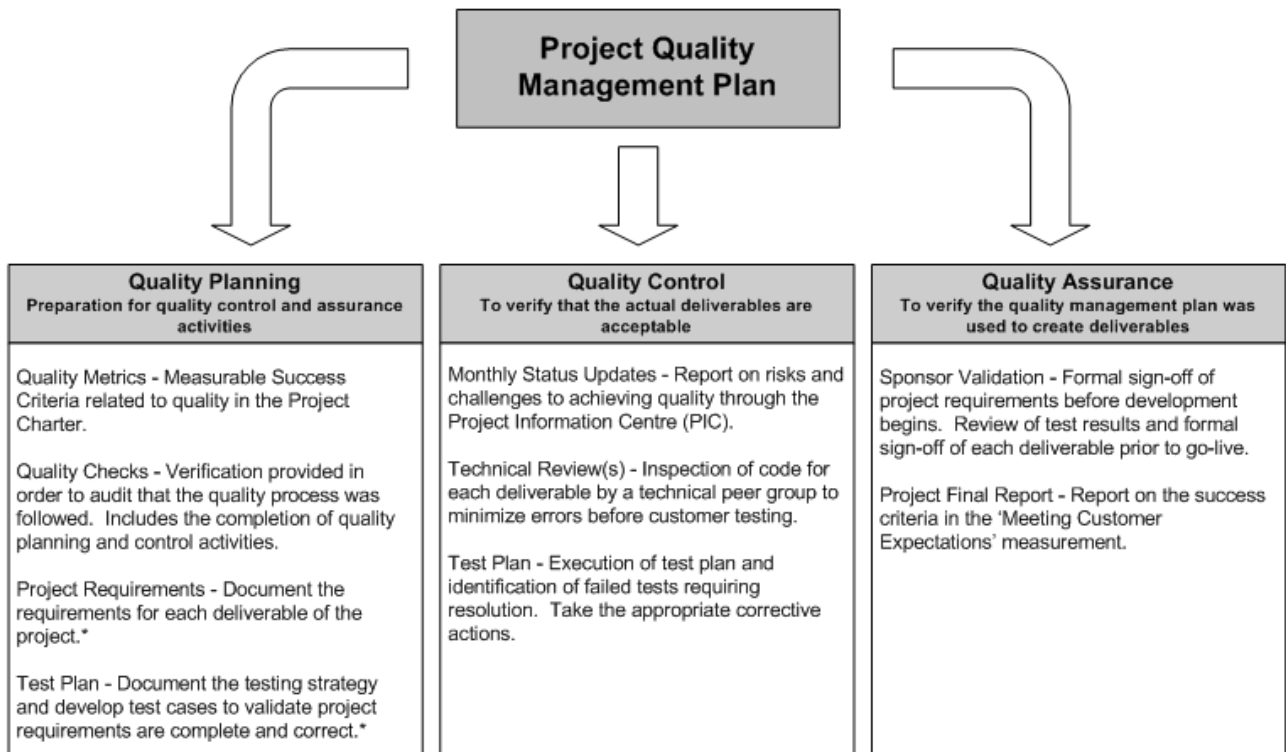 Project Quality
Management Plan
Quality Planning
Preparation for quality control and assurance
activities
Quality Metrics - Measurable Success
Criteria related to quality in the Project
Charter.
Quality Checks - Verification provided in
order to audit that the quality process was
followed.  Includes the completion of quality
planning and control activities.
Project Requirements - Document the
requirements for each deliverable of the
project.*
Test Plan - Document the testing strategy
and develop test cases to validate project
requirements are complete and correct.*
Quality Control
To verify that the actual deliverables are
acceptable
Monthly Status Updates - Report on risks and
challenges to achieving quality through the
Project Information Centre (PIC).
Technical Review(s) - Inspection of code for
each deliverable by a technical peer group to
minimize errors before customer testing.
Test Plan - Execution of test plan and
identification of failed tests requiring
resolution.  Take the appropriate corrective
actions.
Quality Assurance
To verify the quality management plan was
used to create deliverables
Sponsor Validation - Formal sign-off of
project requirements before development
begins.  Review of test results and formal
sign-off of each deliverable prior to go-live.
Project Final Report - Report on the success
criteria in the ‘Meeting Customer
Expectations’ measurement.